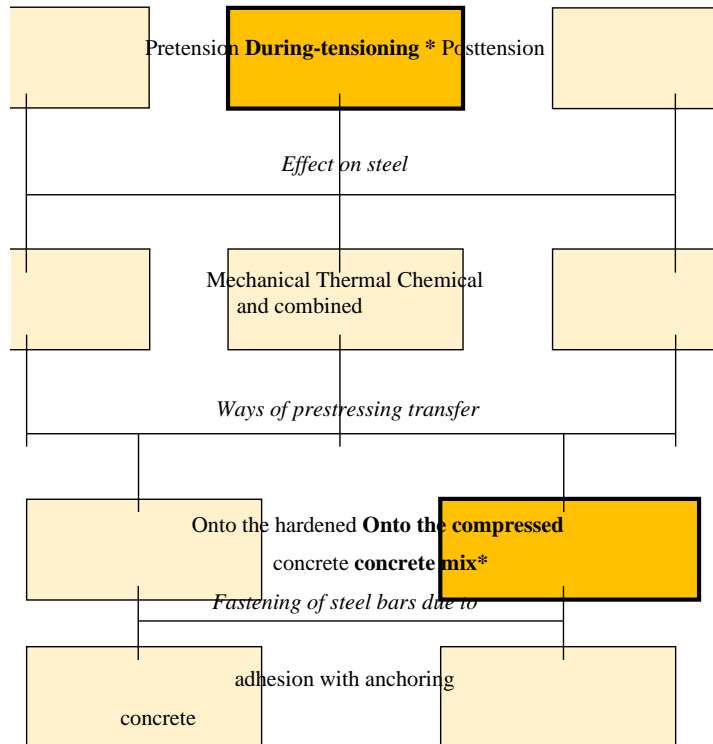 Pretension During-tensioning * Posttension
Effect on steel
Mechanical Thermal Chemical
and combined
Ways of prestressing transfer
Onto the hardened Onto the compressed
concrete concrete mix*
Fastening of steel bars due to
adhesion with anchoring
concrete